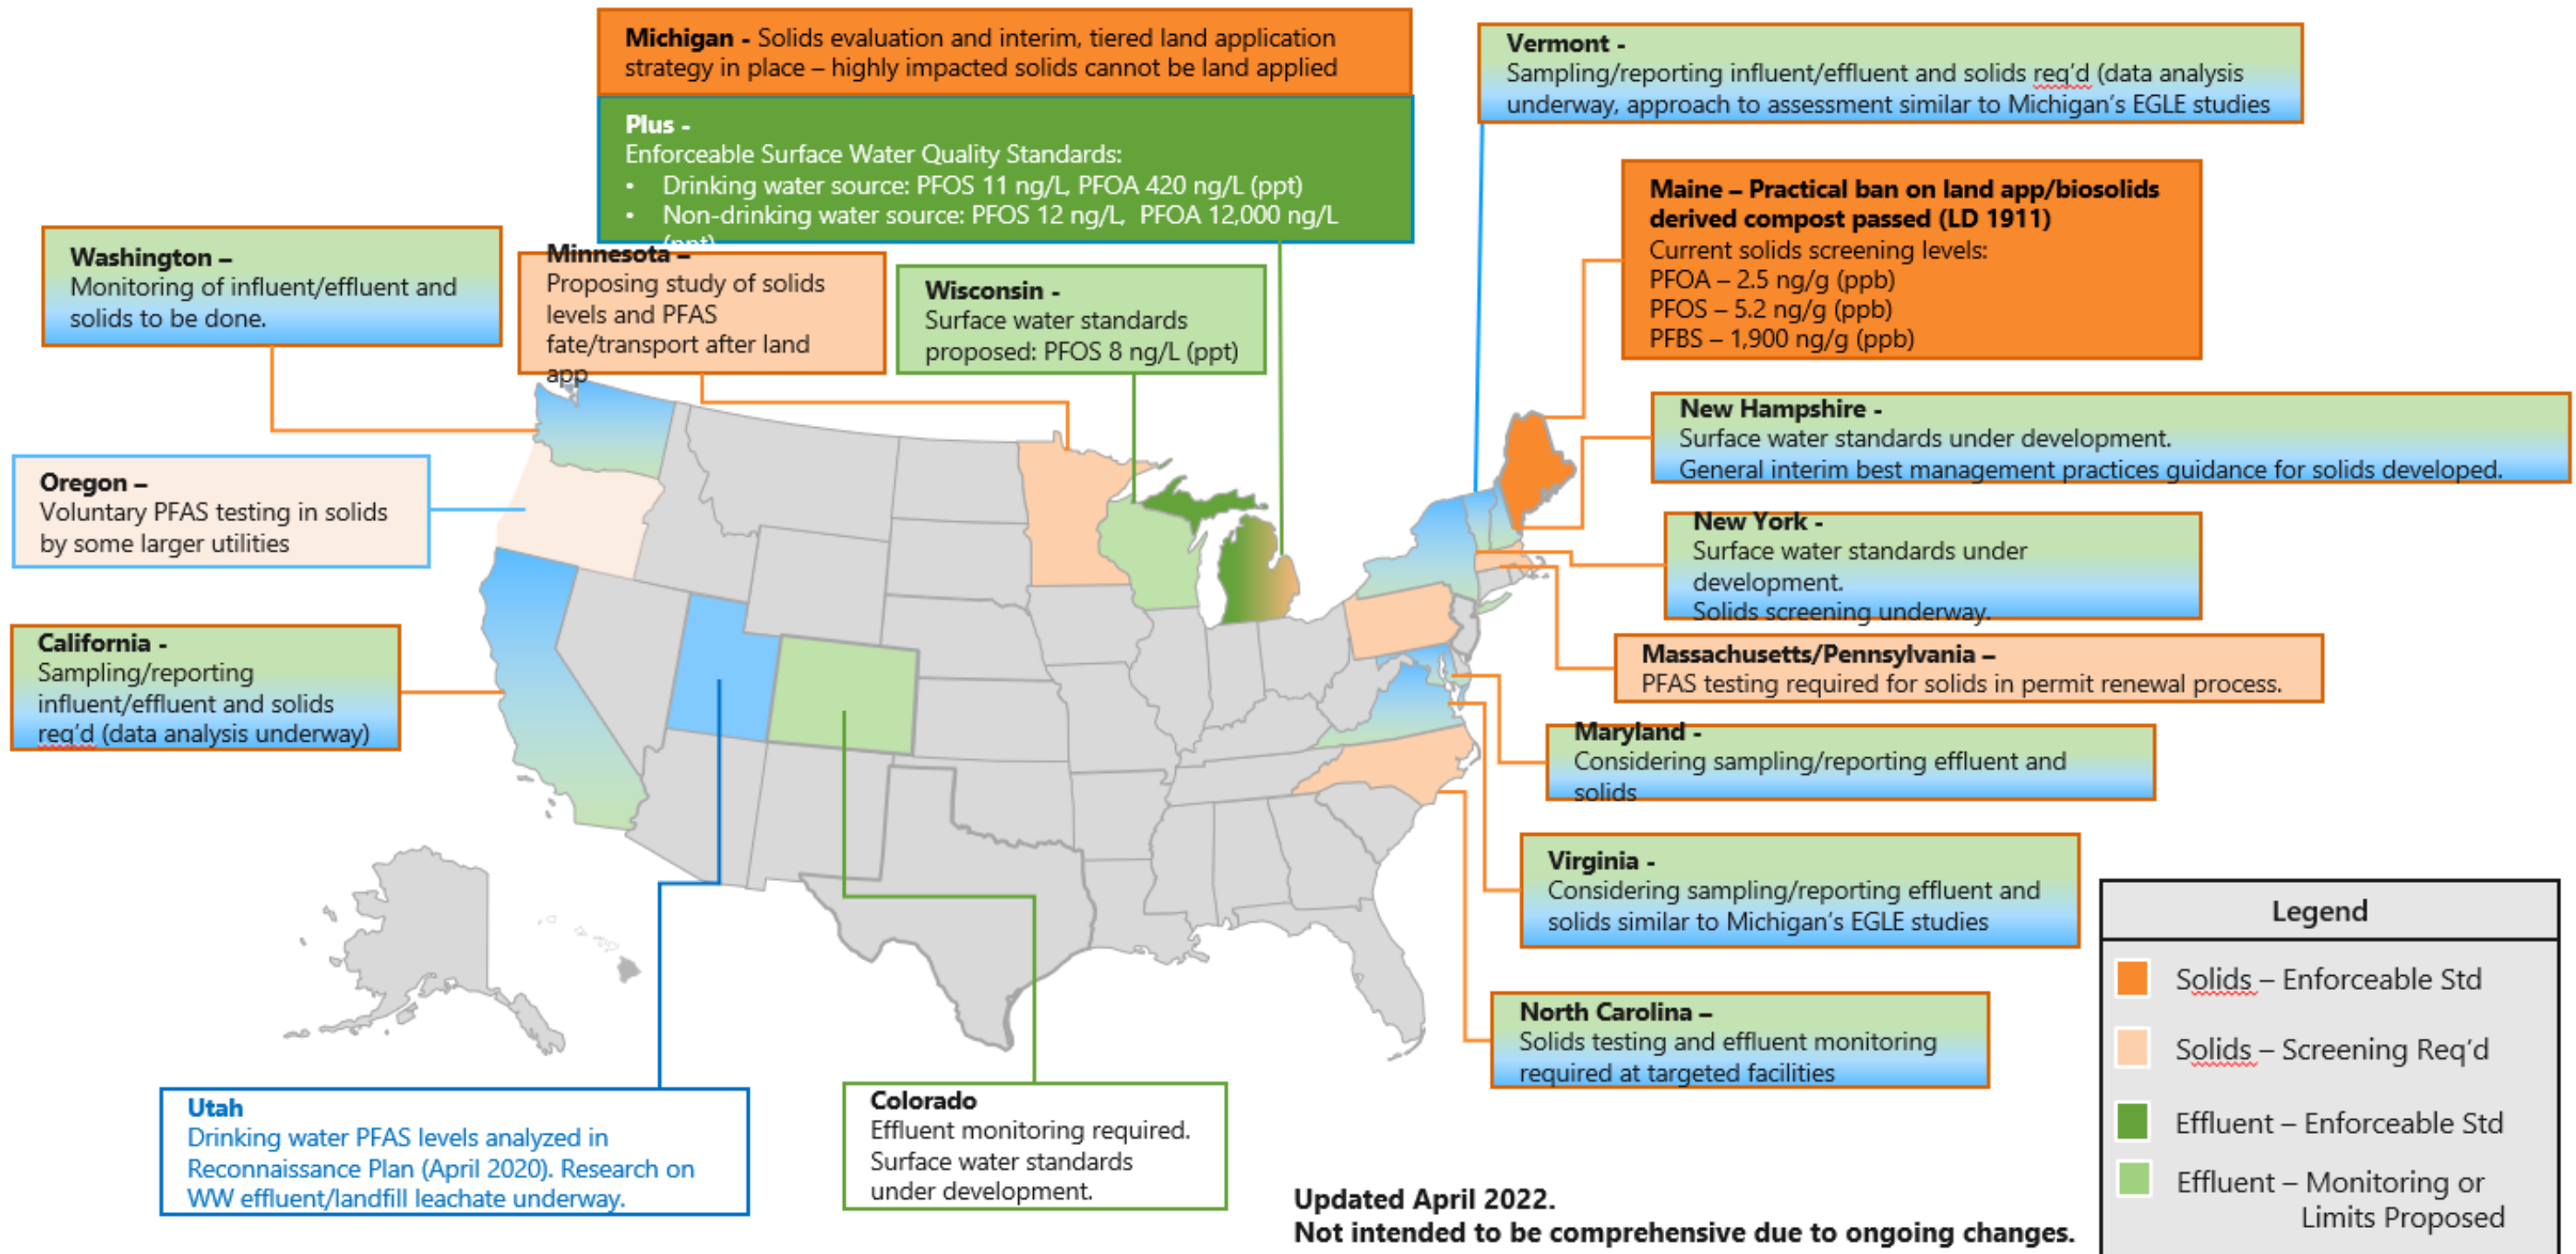 Michigan - Solids evaluation and interim, tiered land application
strategy in place – highly impacted solids cannot be land applied
Plus -
Enforceable Surface Water Quality Standards:
• Drinking water source: PFOS 11 ng/L, PFOA 420 ng/L (ppt)
• Non-drinking water source: PFOS 12 ng/L, PFOA 12,000 ng/L
(ppt)
Vermont -
Sampling/reporting influent/effluent and solids req'd (data analysis
underway, approach to assessment similar to Michigan's EGLE studies
Maine – Practical ban on land app/biosolids
derived compost passed (LD 1911)
Current solids screening levels:
PFOA – 2.5 ng/g (ppb)
PFOS – 5.2 ng/g (ppb)
PFBS – 1,900 ng/g (ppb)
Washington –
Monitoring of influent/effluent and
solids to be done.
Minnesota –
Proposing study of solids
levels and PFAS
fate/transport after land
app
Wisconsin -
Surface water standards
proposed: PFOS 8 ng/L (ppt)
New Hampshire -
Surface water standards under development.
General interim best management practices guidance for solids developed.
Oregon –
Voluntary PFAS testing in solids
by some larger utilities
New York -
Surface water standards under
development.
Solids screening underway.
California -
Sampling/reporting
influent/effluent and solids
req'd (data analysis underway)
Massachusetts/Pennsylvania –
PFAS testing required for solids in permit renewal process.
Maryland -
Considering sampling/reporting effluent and
solids
Virginia -
Considering sampling/reporting effluent and
solids similar to Michigan's EGLE studies
North Carolina –
Solids testing and effluent monitoring
required at targeted facilities
Utah
Drinking water PFAS levels analyzed in
Reconnaissance Plan (April 2020). Research on
WW effluent/landfill leachate underway.
Colorado
Effluent monitoring required.
Surface water standards
under development.
Updated April 2022.
Not intended to be comprehensive due to ongoing changes.
Legend
Solids – Enforceable Std
Solids – Screening Req'd
Effluent – Enforceable Std
Effluent – Monitoring or
Limits Proposed